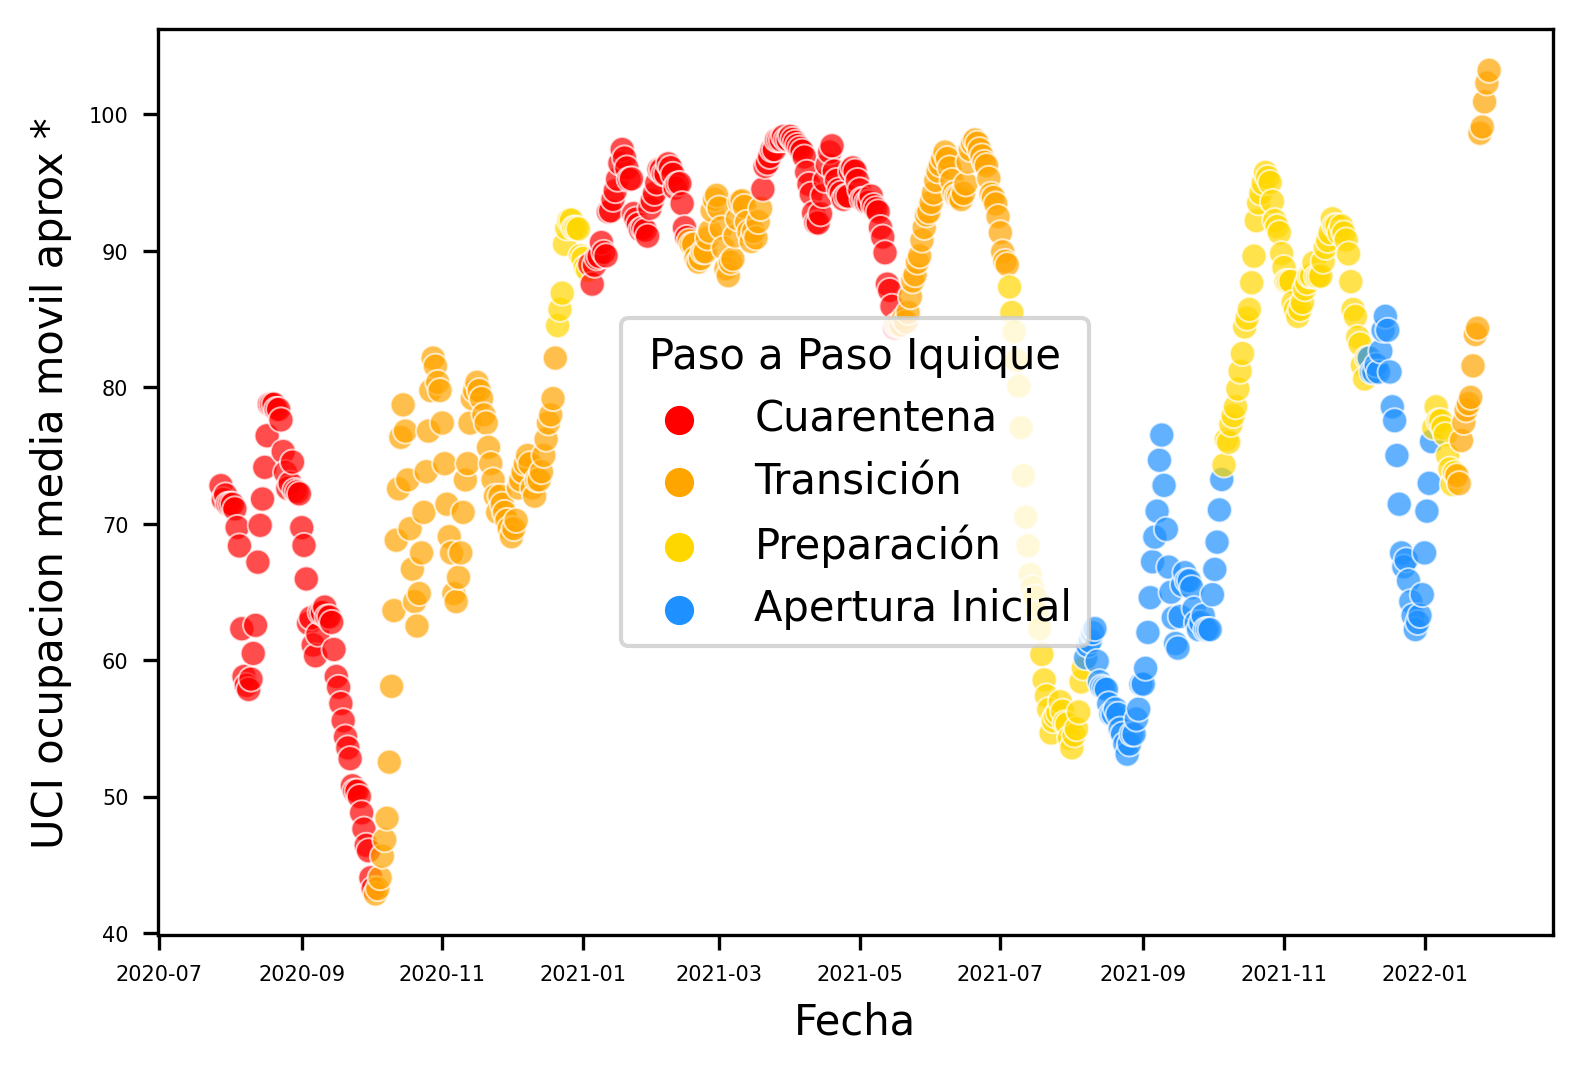 UCI ocupacion media movil aprox *
100
90
80
70
60
50
40
Paso a Paso Iquique
Cuarentena
Transición
Preparación
Apertura Inicial
2020-07 2020-09 2020-11 2021-01 2021-03 2021-05 2021-07 2021-09 2021-11 2022-01
Fecha